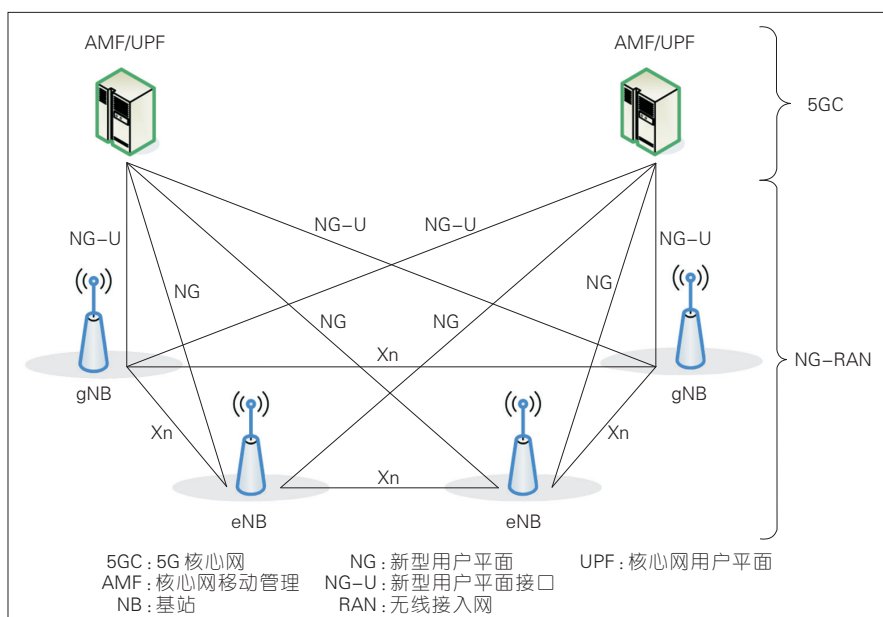 AMF/UPF AMF/UPF
5GC
NG-U NG-U
NG-U NG-U
NG NG
NG NG
Xn
NG-RAN
gNB gNB
Xn Xn
Xn
eNB eNB
5GC：5G 核心网 NG：新型用户平面 UPF：核心网用户平面
AMF：核心网移动管理 NG-U：新型用户平面接口
NB：基站 RAN：无线接入网